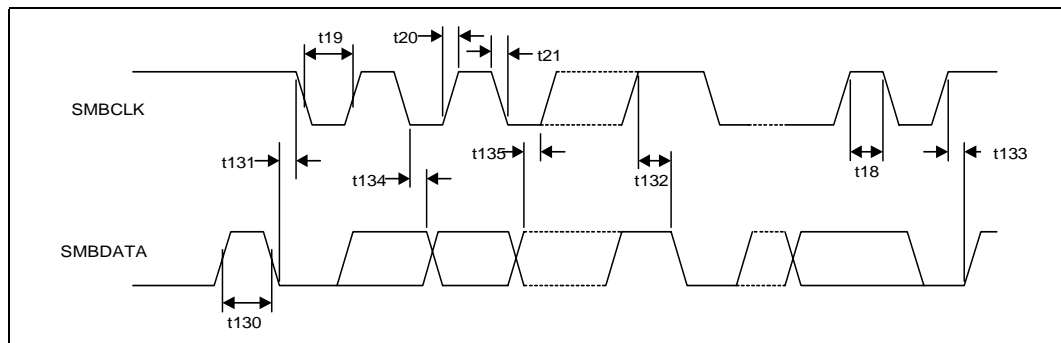 t19
t20
t21
SMBCLK
t131
t135
t133
t134
t132
t18
SMBDATA
t130